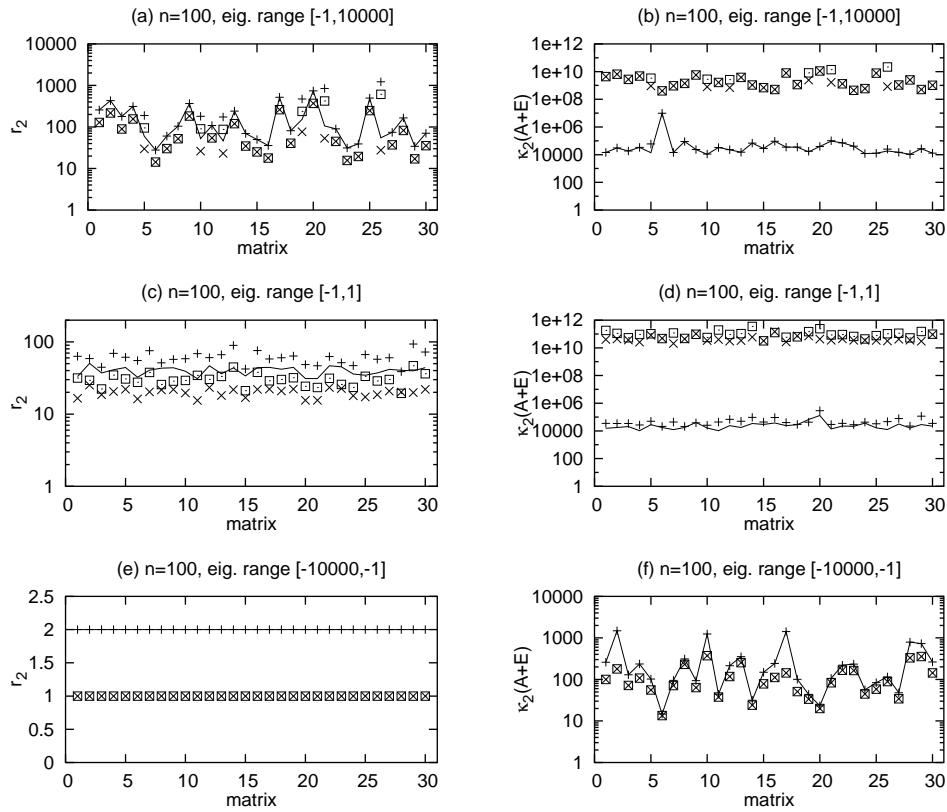 (a) n=100, eig. range [-1,10000]
r2
10000
1000
100
10
1
0 5 10 15 20 25 30
matrix
(b) n=100, eig. range [-1,10000]
κ2(A+E)
1e+12
1e+10
1e+08
1e+06
10000
100
1
0 5 10 15 20 25 30
matrix
(c) n=100, eig. range [-1,1]
r2
100
10
1
0 5 10 15 20 25 30
matrix
(d) n=100, eig. range [-1,1]
κ2(A+E)
1e+12
1e+10
1e+08
1e+06
10000
100
1
0 5 10 15 20 25 30
matrix
(e) n=100, eig. range [-10000,-1]
r2
2.5
2
1.5
1
0.5
0
0 5 10 15 20 25 30
matrix
(f) n=100, eig. range [-10000,-1]
κ2(A+E)
10000
1000
100
10
1
0 5 10 15 20 25 30
matrix